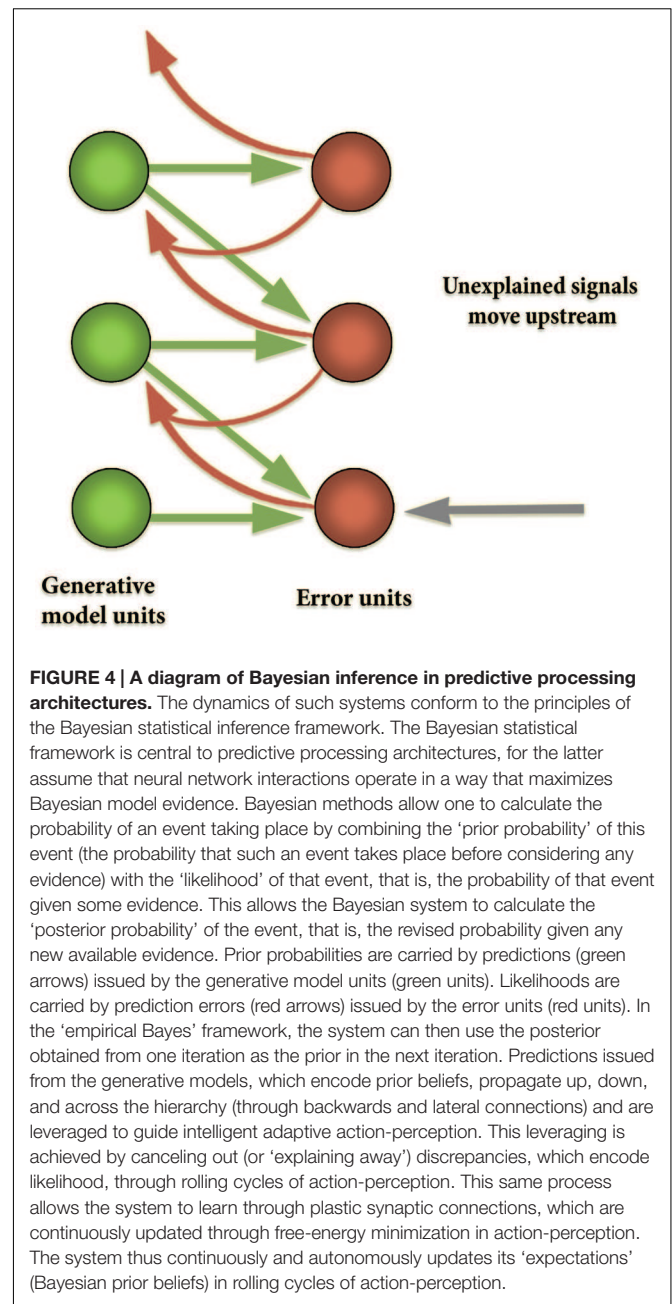 Unexplained signals
move upstream
Generative
model units
Error units
FIGURE 4 | A diagram of Bayesian inference in predictive processing
architectures. The dynamics of such systems conform to the principles of
the Bayesian statistical inference framework. The Bayesian statistical
framework is central to predictive processing architectures, for the latter
assume that neural network interactions operate in a way that maximizes
Bayesian model evidence. Bayesian methods allow one to calculate the
probability of an event taking place by combining the ‘prior probability’ of this
event (the probability that such an event takes place before considering any
evidence) with the ‘likelihood’ of that event, that is, the probability of that event
given some evidence. This allows the Bayesian system to calculate the
‘posterior probability’ of the event, that is, the revised probability given any
new available evidence. Prior probabilities are carried by predictions (green
arrows) issued by the generative model units (green units). Likelihoods are
carried by prediction errors (red arrows) issued by the error units (red units). In
the ‘empirical Bayes’ framework, the system can then use the posterior
obtained from one iteration as the prior in the next iteration. Predictions issued
from the generative models, which encode prior beliefs, propagate up, down,
and across the hierarchy (through backwards and lateral connections) and are
leveraged to guide intelligent adaptive action-perception. This leveraging is
achieved by canceling out (or ‘explaining away’) discrepancies, which encode
likelihood, through rolling cycles of action-perception. This same process
allows the system to learn through plastic synaptic connections, which are
continuously updated through free-energy minimization in action-perception.
The system thus continuously and autonomously updates its ‘expectations’
(Bayesian prior beliefs) in rolling cycles of action-perception.